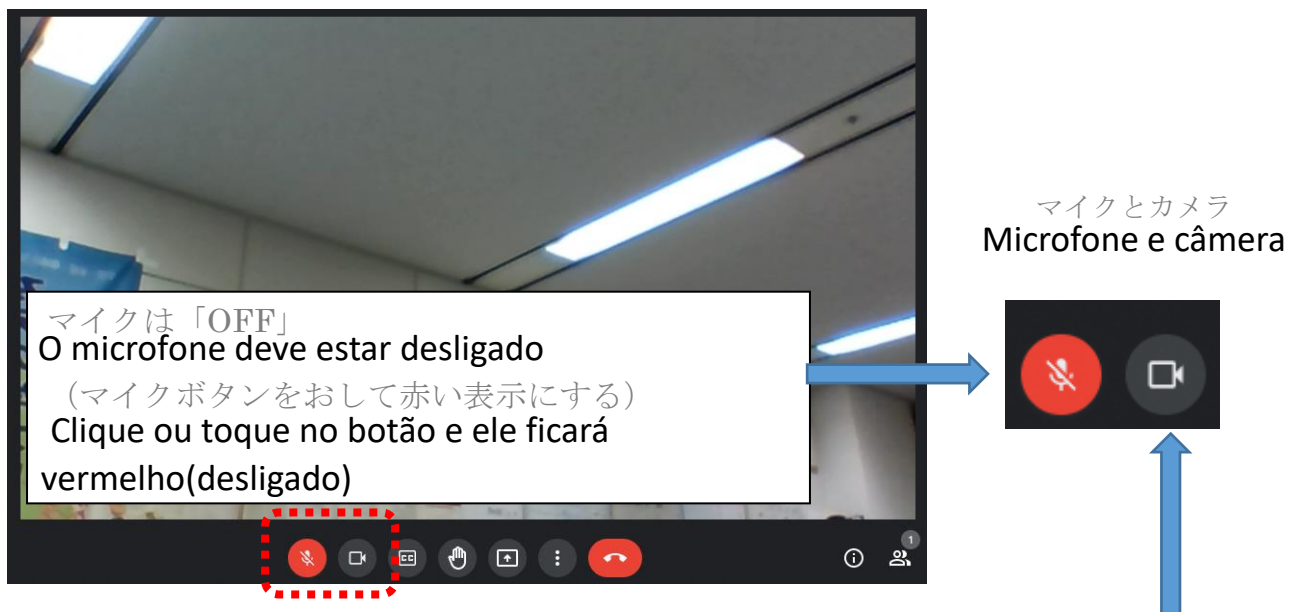 マイクとカメラ
Microfone e câmera
マイクは「OFF」
O microfone deve estar desligado
（マイクボタンをおして赤い表示にする）
Clique ou toque no botão e ele ficará
vermelho(desligado)
CC
1